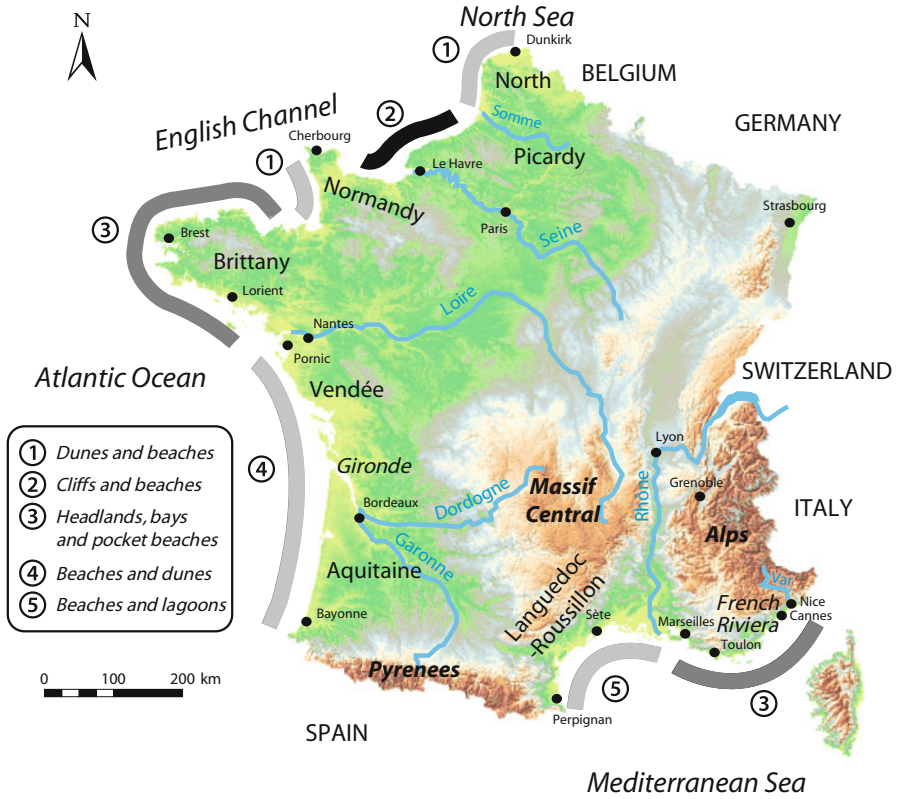 N
North Sea
1
Dunkirk
North
BELGIUM
2
English Channel
Somme
GERMANY
Cherbourg
1
Picardy
Le Havre
Normandy
Strasbourg
3
Paris
Seine
Brest
Brittany
Lorient
Loire
Nantes
Pornic
Atlantic Ocean
Vendée
SWITZERLAND
1 Dunes and beaches
2 Cliffs and beaches
3 Headlands, bays
and pocket beaches
4 Beaches and dunes
5 Beaches and lagoons
4
Gironde
Lyon
Dordogne
Massif
Central
Rhône
Grenoble
ITALY
Bordeaux
Alps
Garonne
Aquitaine
Var
Languedoc
-Roussillon
French
Riviera
Nice
Cannes
Bayonne
Sète
Marseilles
Toulon
Pyrenees
0 100 200 km
5
3
Perpignan
SPAIN
Mediterranean Sea